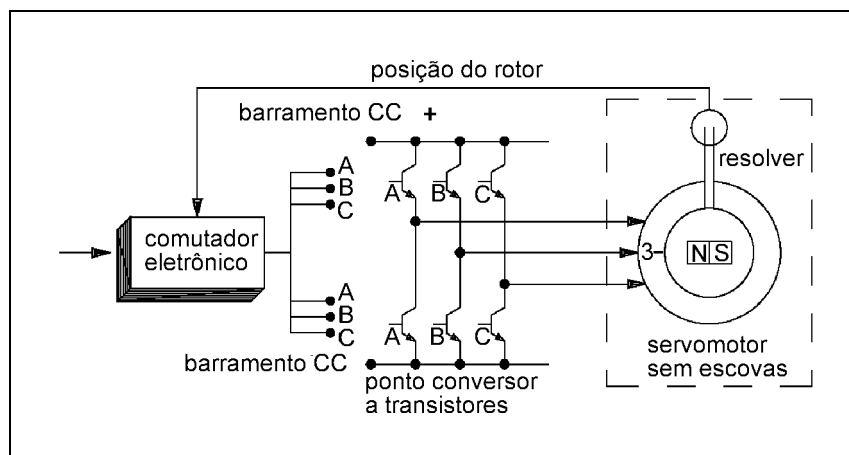 posição do rotor
barramento CC +
resolver
A
B
C
A B C
comutador
eletrônico
3 N S
A
B
C
A B C
barramento CC
ponto conversor
a transistores
servomotor
sem escovas